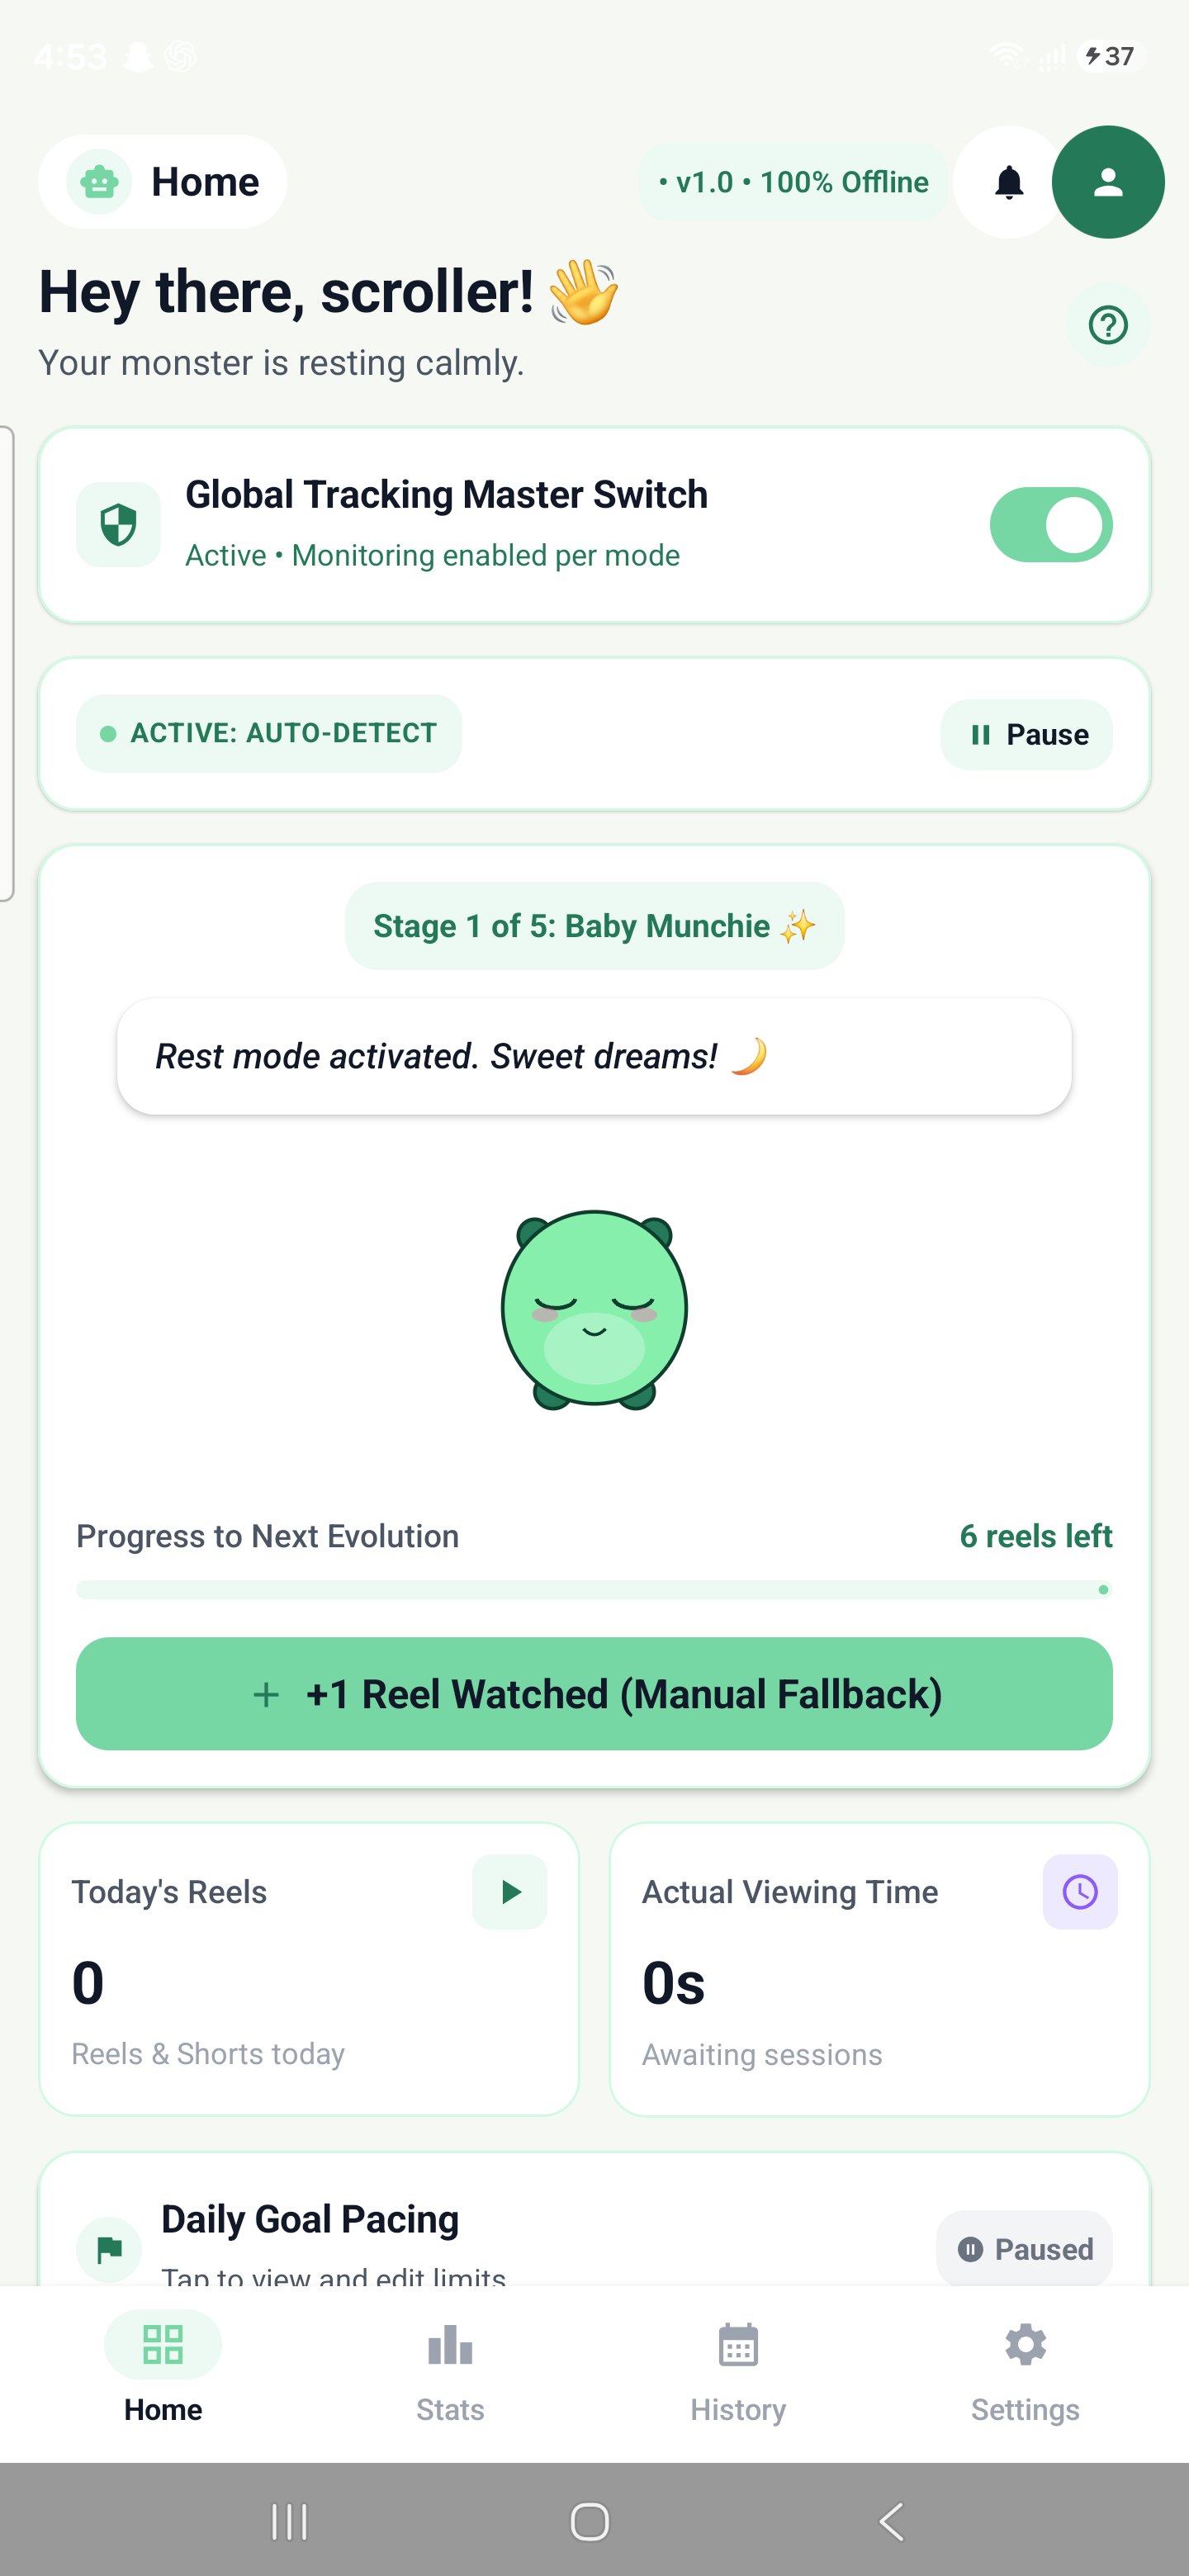 4:53
37
Home
• v1.0 • 100% Offline
Hey there, scroller! 👋
Your monster is resting calmly.
Global Tracking Master Switch
Active • Monitoring enabled per mode
ACTIVE: AUTO-DETECT
Pause
Stage 1 of 5: Baby Munchie ✨
Rest mode activated. Sweet dreams! 🌙
Progress to Next Evolution
6 reels left
+1 Reel Watched (Manual Fallback)
Today's Reels
0
Reels & Shorts today
Actual Viewing Time
0s
Awaiting sessions
Daily Goal Pacing
Tap to view and edit limits
Paused
Home
Stats
History
Settings